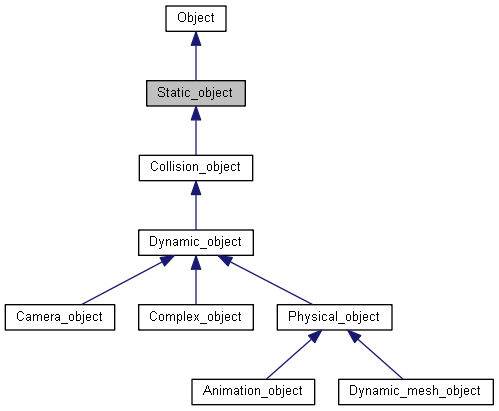 Object
Static_object
Collision_object
Dynamic_object
Camera_object
Complex_object
Physical_object
Animation_object
Dynamic_mesh_object